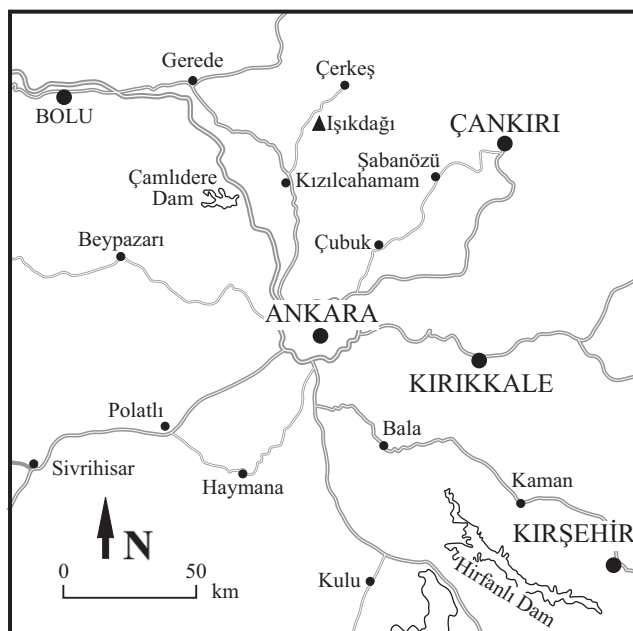 Gerede
Çerkeş
BOLU
Işıkdağı
ÇANKIRI
Şabanözü
Çamlıdere
Dam
Kızılcahamam
Beypazarı
Çubuk
ANKARA
KIRIKKALE
Polatlı
Bala
Sivrihisar
Haymana
Kaman
N
KIRŞEHİR
0 50
km
Kulu
Hirfanlı Dam